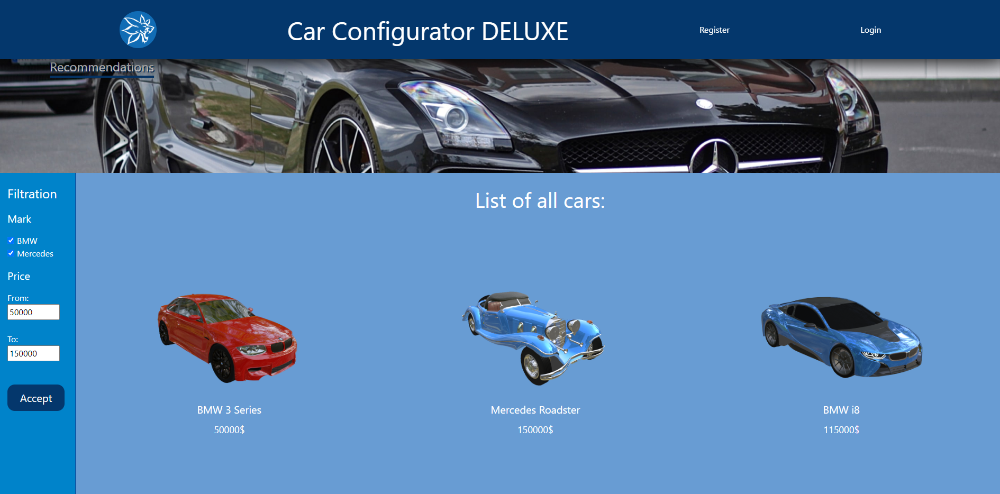 Car Configurator DELUXE
Register
Login
Recommendations
Filtration
Mark
BMW
Mercedes
Price
From:
50000
To:
150000
Accept
List of all cars:
BMW 3 Series
50000$
Mercedes Roadster
150000$
BMW i8
115000$